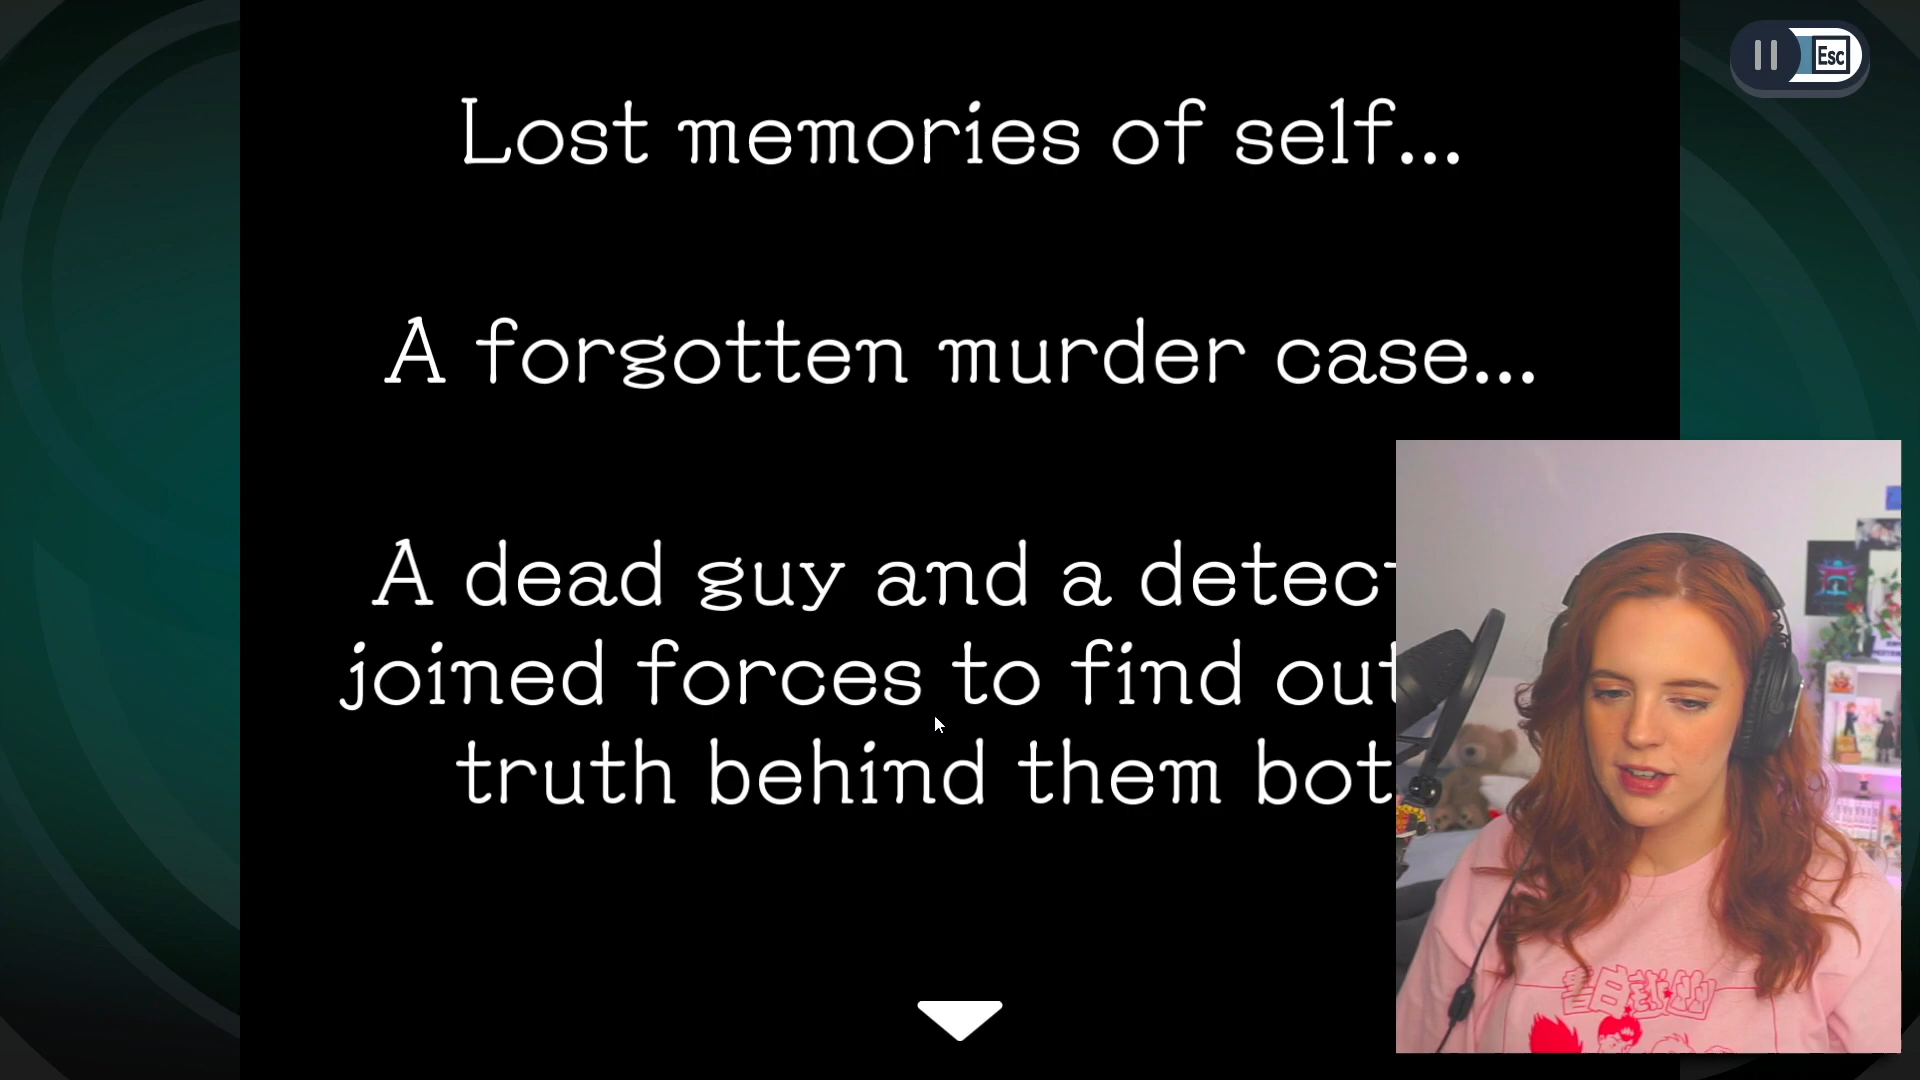 Esc
Lost memories of self...
A forgotten murder case...
A dead guy and a detec
joined forces to find out
truth behind them bot